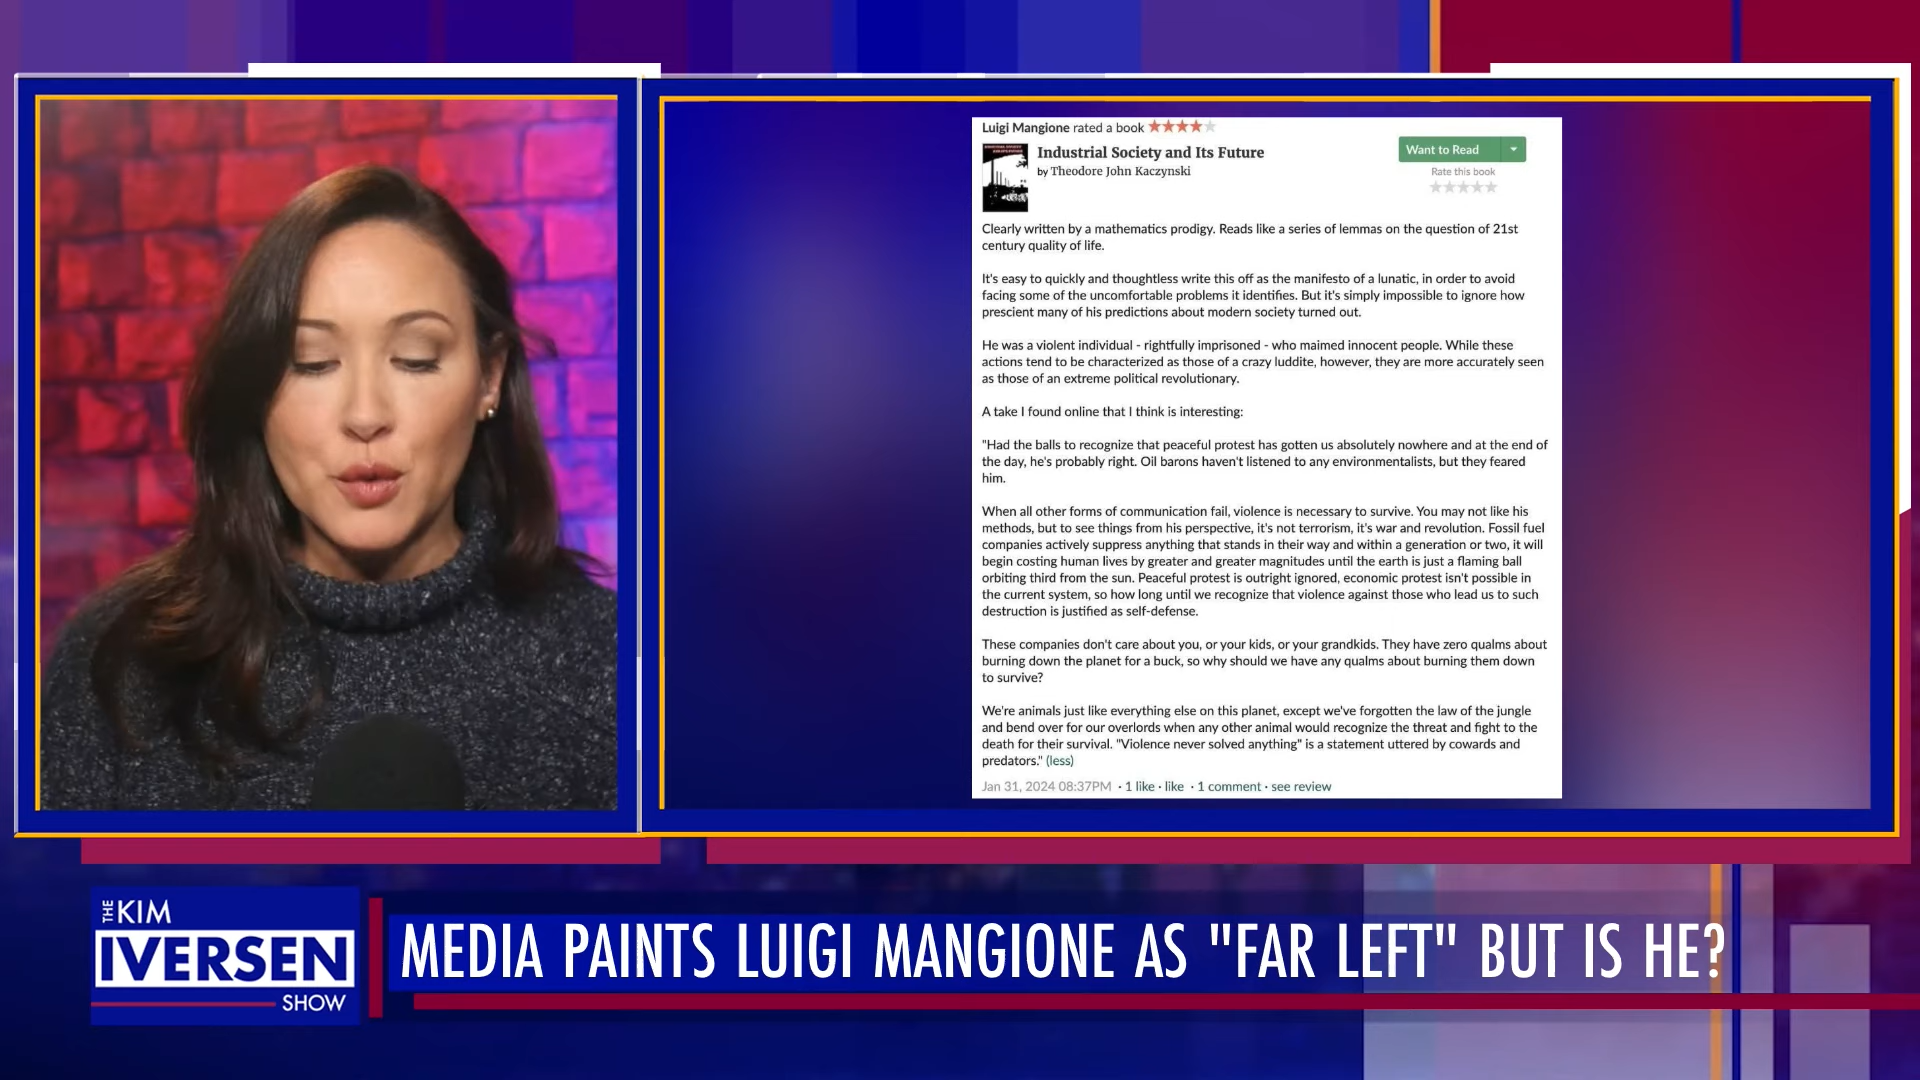 Luigi Mangione rated a book
Industrial Society and Its Future
by Theodore John Kaczynski
Want to Read
Rate this book
Clearly written by a mathematics prodigy. Reads like a series of lemmas on the question of 21st
century quality of life.
It's easy to quickly and thoughtless write this off as the manifesto of a lunatic, in order to avoid
facing some of the uncomfortable problems it identifies. But it's simply impossible to ignore how
prescient many of his predictions about modern society turned out.
He was a violent individual - rightfully imprisoned - who maimed innocent people. While these
actions tend to be characterized as those of a crazy luddite, however, they are more accurately seen
as those of an extreme political revolutionary.
A take I found online that I think is interesting:
"Had the balls to recognize that peaceful protest has gotten us absolutely nowhere and at the end of
the day, he's probably right. Oil barons haven't listened to any environmentalists, but they feared
him.
When all other forms of communication fail, violence is necessary to survive. You may not like his
methods, but to see things from his perspective, it's not terrorism, it's war and revolution. Fossil fuel
companies actively suppress anything that stands in their way and within a generation or two, it will
begin costing human lives by greater and greater magnitudes until the earth is just a flaming ball
orbiting third from the sun. Peaceful protest is outright ignored, economic protest isn't possible in
the current system, so how long until we recognize that violence against those who lead us to such
destruction is justified as self-defense.
These companies don't care about you, or your kids, or your grandkids. They have zero qualms about
burning down the planet for a buck, so why should we have any qualms about burning them down
to survive?
We're animals just like everything else on this planet, except we've forgotten the law of the jungle
and bend over for our overlords when any other animal would recognize the threat and fight to the
death for their survival. "Violence never solved anything" is a statement uttered by cowards and
predators." (less)
Jan 31, 2024 08:37PM · 1 like · like · 1 comment · see review
THE KIM
IVERSEN
SHOW
MEDIA PAINTS LUIGI MANGIONE AS "FAR LEFT" BUT IS HE?